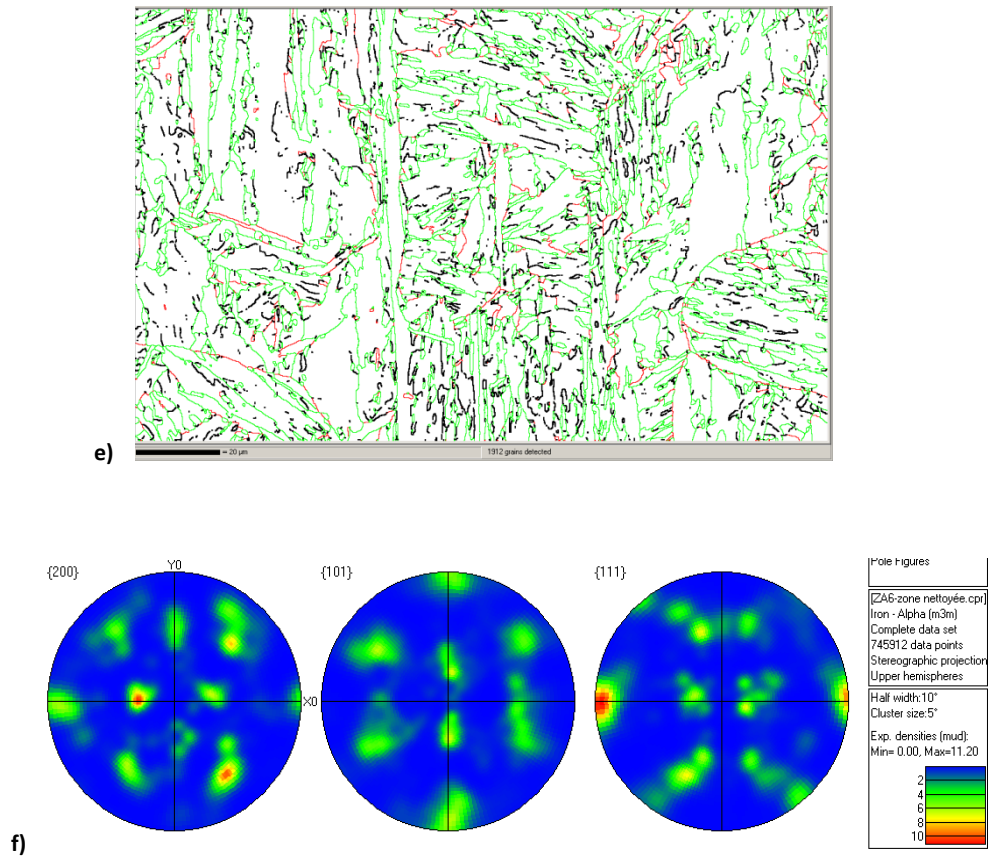 e)
= 20 µm
1912 grains detected
{200}
Y0
{101}
{111}
X0
Pole Figures
[ZA6-zone nettoyée.cpr]
Iron - Alpha (m3m)
Complete data set
745912 data points
Stereographic projection
Upper hemispheres
Half width:10°
Cluster size:5°
Exp. densities (mud):
Min= 0.00, Max=11.20
2
4
6
8
10
f)